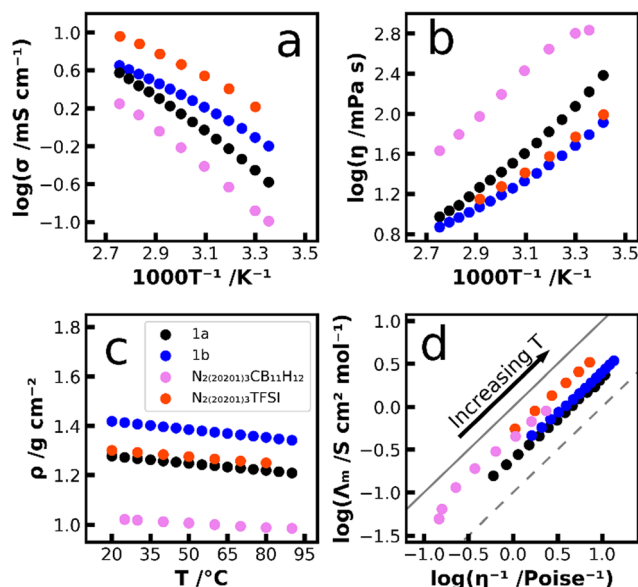 a
1.0
0.6
0.2
−0.2
−0.6
−1.0
log(σ /mS cm⁻¹)
2.7 2.9 3.1 3.3 3.5
1000T⁻¹ /K⁻¹
b
2.8
2.4
2.0
1.6
1.2
0.8
log(η /mPa s)
2.7 2.9 3.1 3.3 3.5
1000T⁻¹ /K⁻¹
c
1.8
1.6
1.4
1.2
1.0
ρ /g cm⁻²
1a
1b
N₂₍₂₀₂₀₁₎₃CB₁₁H₁₂
N₂₍₂₀₂₀₁₎₃TFSI
20 35 50 65 80 95
T /°C
d
1.0
0.5
0.0
−0.5
−1.0
−1.5
log(Λₘ /S cm² mol⁻¹)
Increasing T
−1.0 −0.5 0.0 0.5 1.0
log(η⁻¹ /Poise⁻¹)